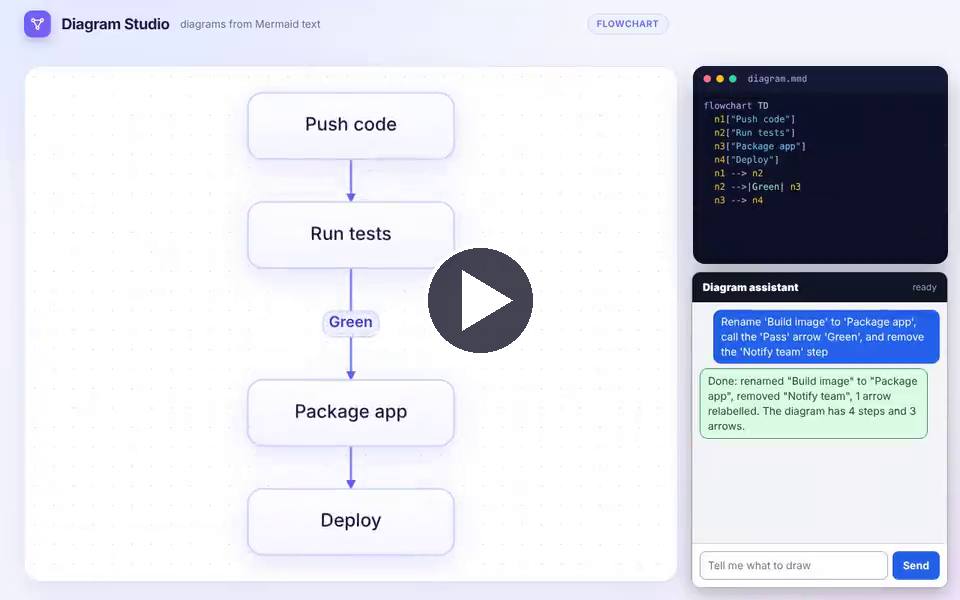 Diagram Studio diagrams from Mermaid text
FLOWCHART
Push code
Run tests
Green
Package app
Deploy
diagram.mmd
flowchart TD
n1["Push code"]
n2["Run tests"]
n3["Package app"]
n4["Deploy"]
n1 --> n2
n2 -->|Green| n3
n3 --> n4
Diagram assistant ready
Rename 'Build image' to 'Package app',
call the 'Pass' arrow 'Green', and remove
the 'Notify team' step
Done: renamed "Build image" to "Package
app", removed "Notify team", 1 arrow
relabelled. The diagram has 4 steps and 3
arrows.
Tell me what to draw
Send